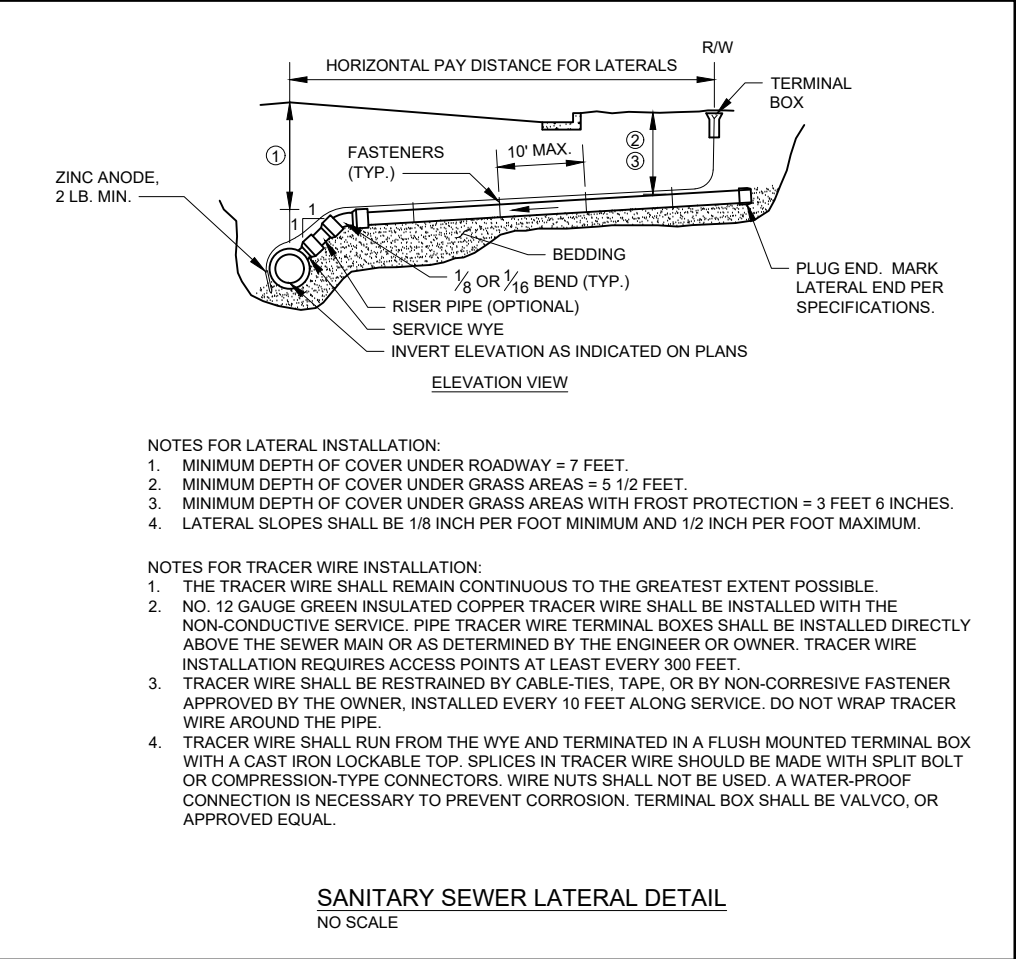 R/W
HORIZONTAL PAY DISTANCE FOR LATERALS
TERMINAL
BOX
①
FASTENERS
(TYP.)
10' MAX.
②
③
ZINC ANODE,
2 LB. MIN.
1
1
BEDDING
1/8 OR 1/16 BEND (TYP.)
RISER PIPE (OPTIONAL)
SERVICE WYE
INVERT ELEVATION AS INDICATED ON PLANS
PLUG END. MARK
LATERAL END PER
SPECIFICATIONS.
ELEVATION VIEW
NOTES FOR LATERAL INSTALLATION:
1. MINIMUM DEPTH OF COVER UNDER ROADWAY = 7 FEET.
2. MINIMUM DEPTH OF COVER UNDER GRASS AREAS = 5 1/2 FEET.
3. MINIMUM DEPTH OF COVER UNDER GRASS AREAS WITH FROST PROTECTION = 3 FEET 6 INCHES.
4. LATERAL SLOPES SHALL BE 1/8 INCH PER FOOT MINIMUM AND 1/2 INCH PER FOOT MAXIMUM.
NOTES FOR TRACER WIRE INSTALLATION:
1. THE TRACER WIRE SHALL REMAIN CONTINUOUS TO THE GREATEST EXTENT POSSIBLE.
2. NO. 12 GAUGE GREEN INSULATED COPPER TRACER WIRE SHALL BE INSTALLED WITH THE
NON-CONDUCTIVE SERVICE. PIPE TRACER WIRE TERMINAL BOXES SHALL BE INSTALLED DIRECTLY
ABOVE THE SEWER MAIN OR AS DETERMINED BY THE ENGINEER OR OWNER. TRACER WIRE
INSTALLATION REQUIRES ACCESS POINTS AT LEAST EVERY 300 FEET.
3. TRACER WIRE SHALL BE RESTRAINED BY CABLE-TIES, TAPE, OR BY NON-CORRESIVE FASTENER
APPROVED BY THE OWNER, INSTALLED EVERY 10 FEET ALONG SERVICE. DO NOT WRAP TRACER
WIRE AROUND THE PIPE.
4. TRACER WIRE SHALL RUN FROM THE WYE AND TERMINATED IN A FLUSH MOUNTED TERMINAL BOX
WITH A CAST IRON LOCKABLE TOP. SPLICES IN TRACER WIRE SHOULD BE MADE WITH SPLIT BOLT
OR COMPRESSION-TYPE CONNECTORS. WIRE NUTS SHALL NOT BE USED. A WATER-PROOF
CONNECTION IS NECESSARY TO PREVENT CORROSION. TERMINAL BOX SHALL BE VALVCO, OR
APPROVED EQUAL.
SANITARY SEWER LATERAL DETAIL
NO SCALE